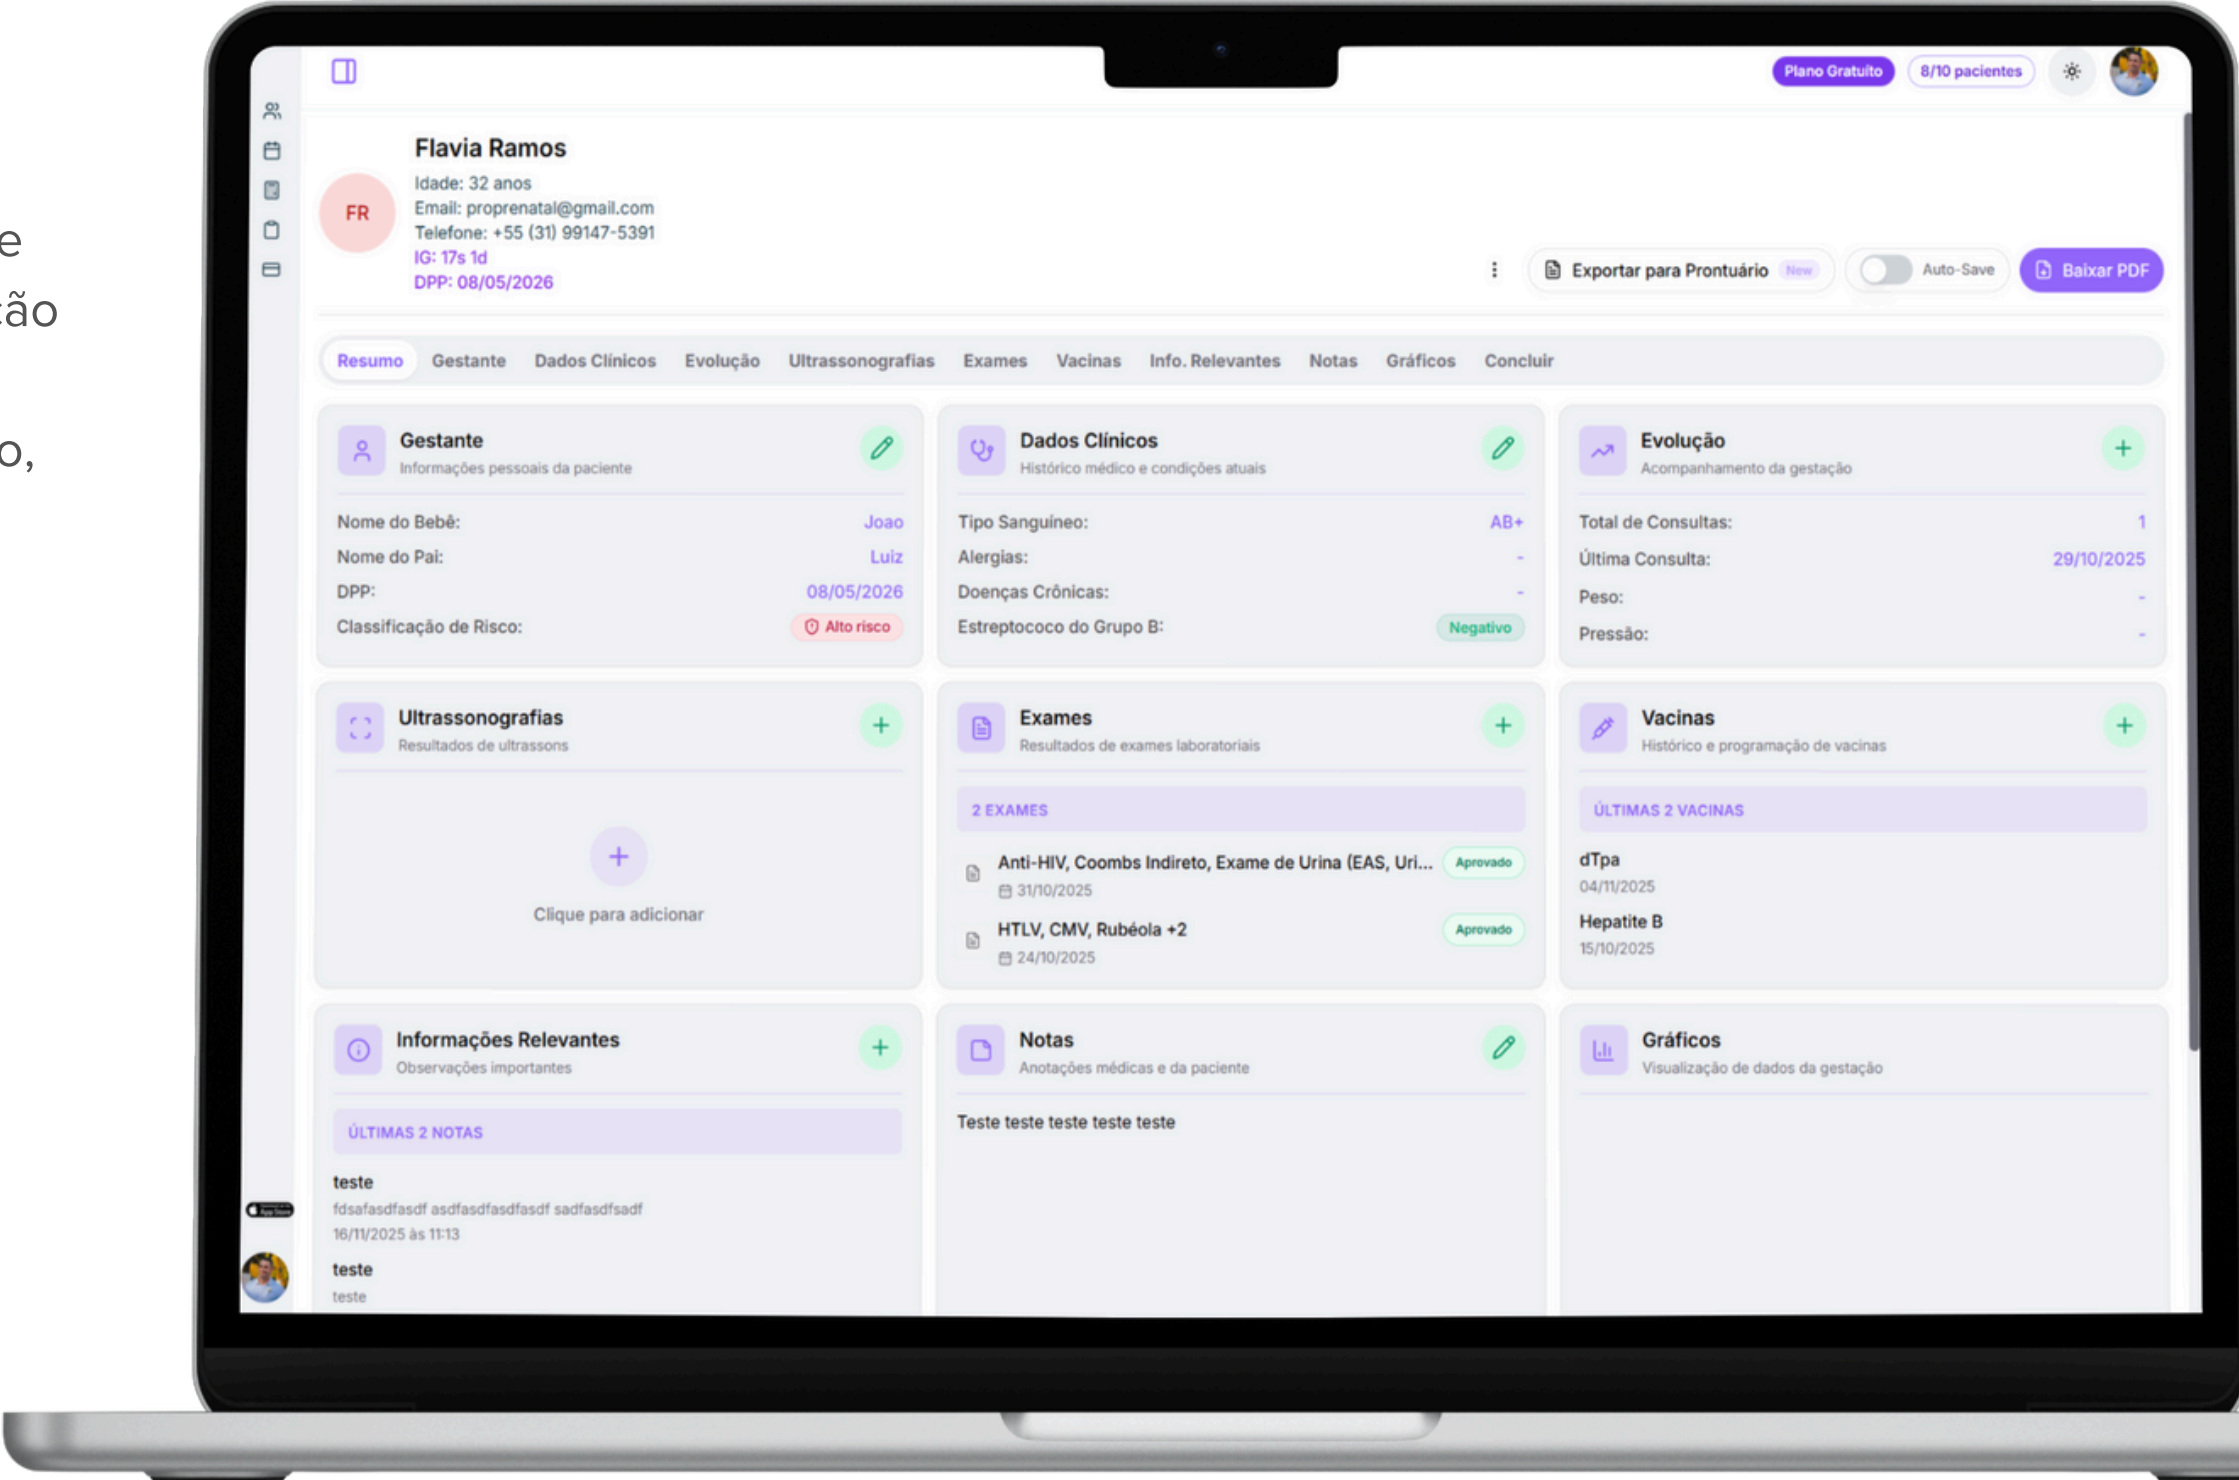 e
ção
o,
Plano Gratuito
8/10 pacientes
Flavia Ramos
FR
Idade: 32 anos
Email: proprenatal@gmail.com
Telefone: +55 (31) 99147-5391
IG: 17s 1d
DPP: 08/05/2026
Exportar para Prontuário New
Auto-Save
Baixar PDF
Resumo Gestante Dados Clínicos Evolução Ultrassonografias Exames Vacinas Info. Relevantes Notas Gráficos Concluir
Gestante
Informações pessoais da paciente
Nome do Bebê: Joao
Nome do Pai: Luiz
DPP: 08/05/2026
Classificação de Risco: Alto risco
Dados Clínicos
Histórico médico e condições atuais
Tipo Sanguíneo: AB+
Alergias: -
Doenças Crônicas: -
Estreptococo do Grupo B: Negativo
Evolução
Acompanhamento da gestação
Total de Consultas: 1
Última Consulta: 29/10/2025
Peso: -
Pressão: -
Ultrassonografias
Resultados de ultrassons
Clique para adicionar
Exames
Resultados de exames laboratoriais
2 EXAMES
Anti-HIV, Coombs Indireto, Exame de Urina (EAS, Uri... Aprovado
31/10/2025
HTLV, CMV, Rubéola +2 Aprovado
24/10/2025
Vacinas
Histórico e programação de vacinas
ÚLTIMAS 2 VACINAS
dTpa
04/11/2025
Hepatite B
15/10/2025
Informações Relevantes
Observações importantes
ÚLTIMAS 2 NOTAS
teste
fdsafasdfasdf asdfasdfasdfasdf sadfasdfsadf
16/11/2025 às 11:13
teste
teste
Notas
Anotações médicas e da paciente
Teste teste teste teste teste
Gráficos
Visualização de dados da gestação
App Store